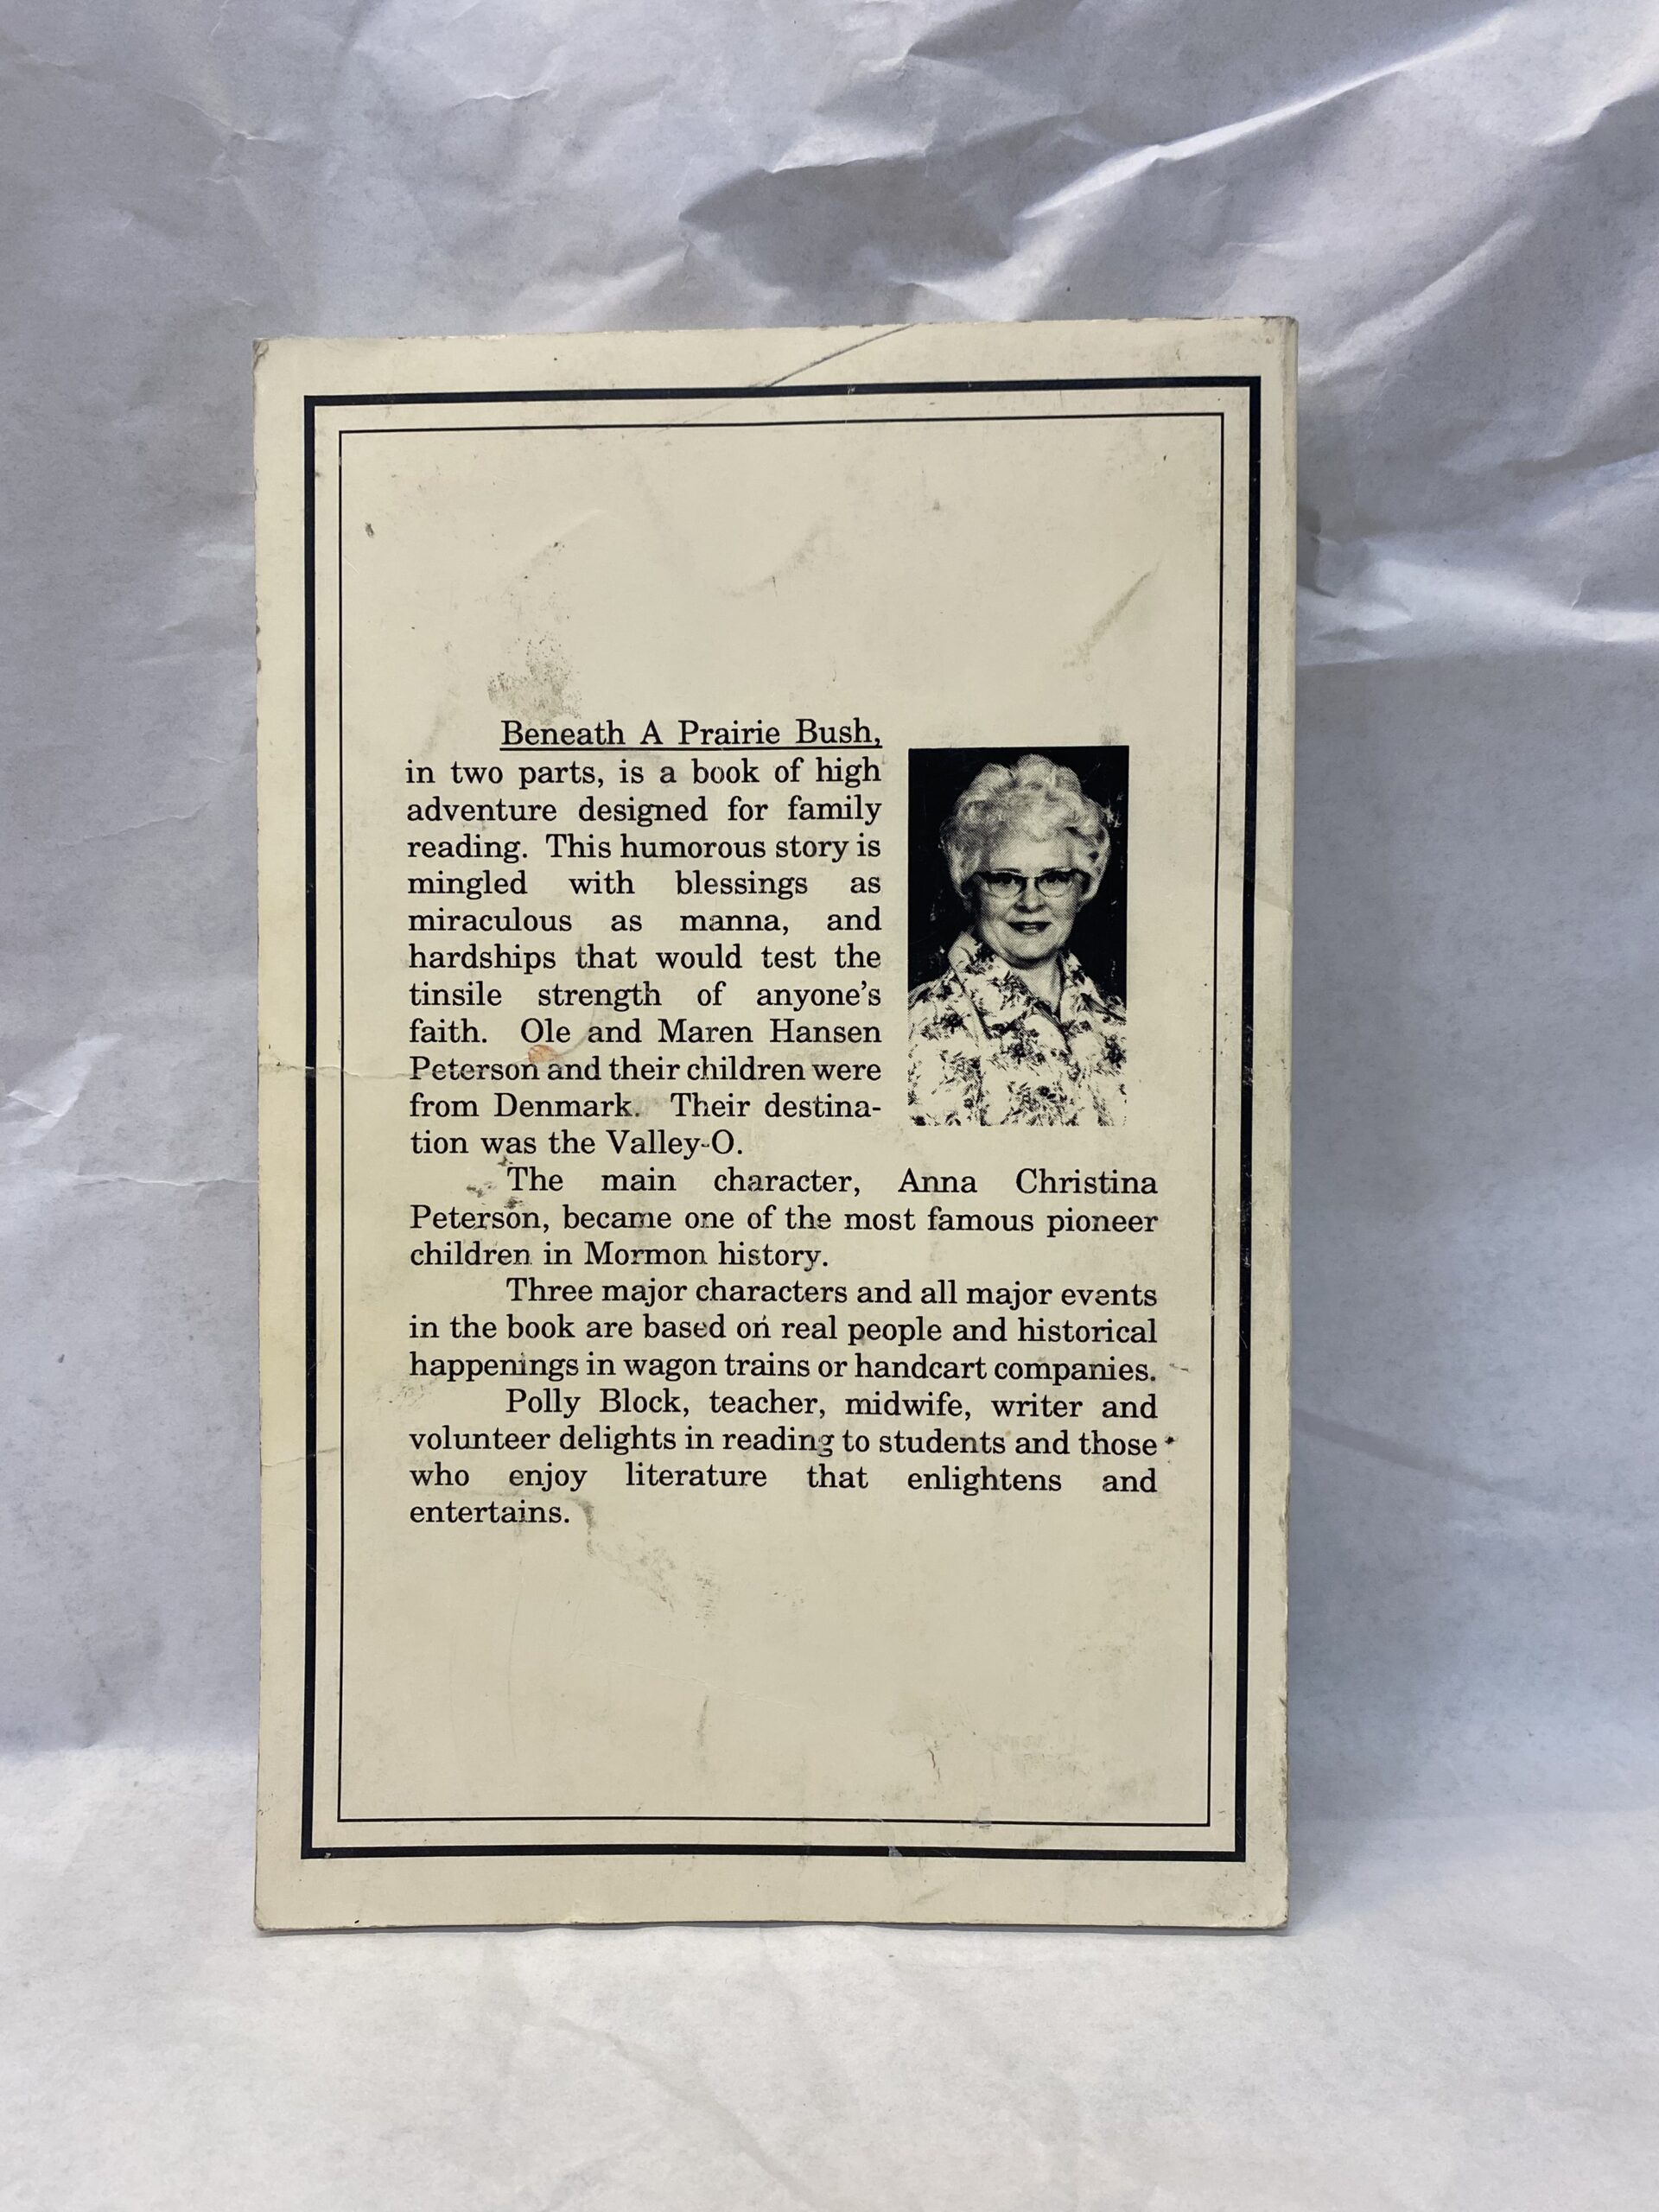 Beneath A Prairie Bush,
in two parts, is a book of high
adventure designed for family
reading. This humorous story is
mingled with blessings as
miraculous as manna, and
hardships that would test the
tinsile strength of anyone's
faith. Ole and Maren Hansen
Peterson and their children were
from Denmark. Their destina-
tion was the Valley-O.
The main character, Anna Christina
Peterson, became one of the most famous pioneer
children in Mormon history.
Three major characters and all major events
in the book are based on real people and historical
happenings in wagon trains or handcart companies.
Polly Block, teacher, midwife, writer and
volunteer delights in reading to students and those
who enjoy literature that enlightens and
entertains.